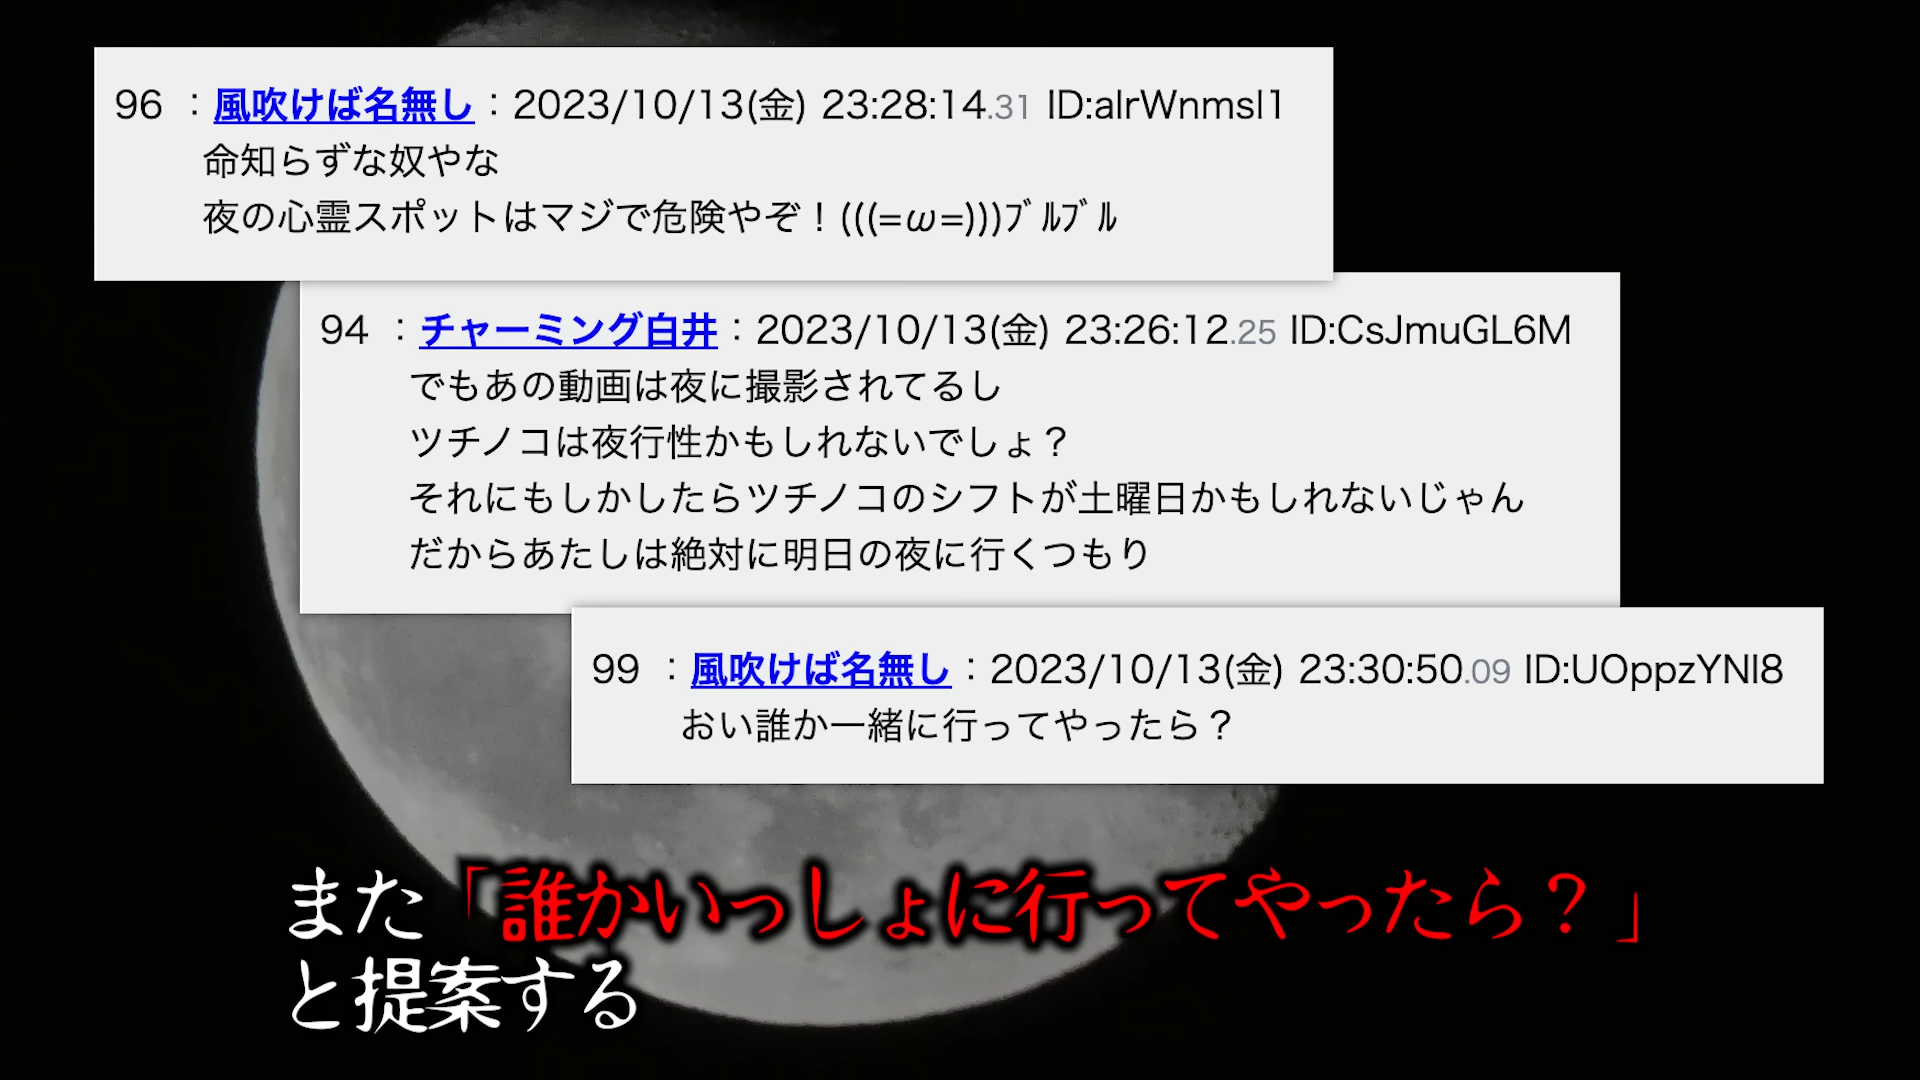 96 ：風吹けば名無し：2023/10/13(金) 23:28:14.31 ID:alrWnmsl1
命知らずな奴やな
夜の心霊スポットはマジで危険やぞ！(((=ω=)))ﾌﾞﾙﾌﾞﾙ
94 ：チャーミング白井：2023/10/13(金) 23:26:12.25 ID:CsJmuGL6M
でもあの動画は夜に撮影されてるし
ツチノコは夜行性かもしれないでしょ？
それにもしかしたらツチノコのシフトが土曜日かもしれないじゃん
だからあたしは絶対に明日の夜に行くつもり
99 ：風吹けば名無し：2023/10/13(金) 23:30:50.09 ID:UOppzYNl8
おい誰か一緒に行ってやったら？
また「誰かいっしょに行ってやったら？」
と提案する